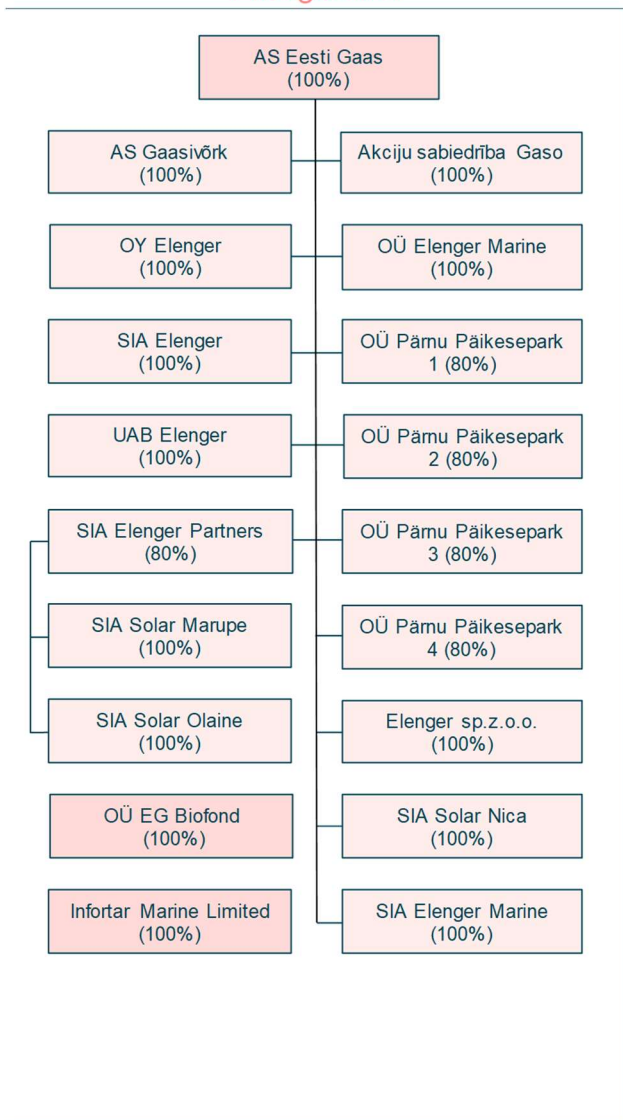 AS Eesti Gaas
(100%)
AS Gaasivõrk
(100%)
Akciju sabiedrība Gaso
(100%)
OY Elenger
(100%)
OÜ Elenger Marine
(100%)
SIA Elenger
(100%)
OÜ Pärnu Päikesepark
1 (80%)
UAB Elenger
(100%)
OÜ Pärnu Päikesepark
2 (80%)
SIA Elenger Partners
(80%)
OÜ Pärnu Päikesepark
3 (80%)
SIA Solar Marupe
(100%)
OÜ Pärnu Päikesepark
4 (80%)
SIA Solar Olaine
(100%)
Elenger sp.z.o.o.
(100%)
OÜ EG Biofond
(100%)
SIA Solar Nica
(100%)
Infortar Marine Limited
(100%)
SIA Elenger Marine
(100%)